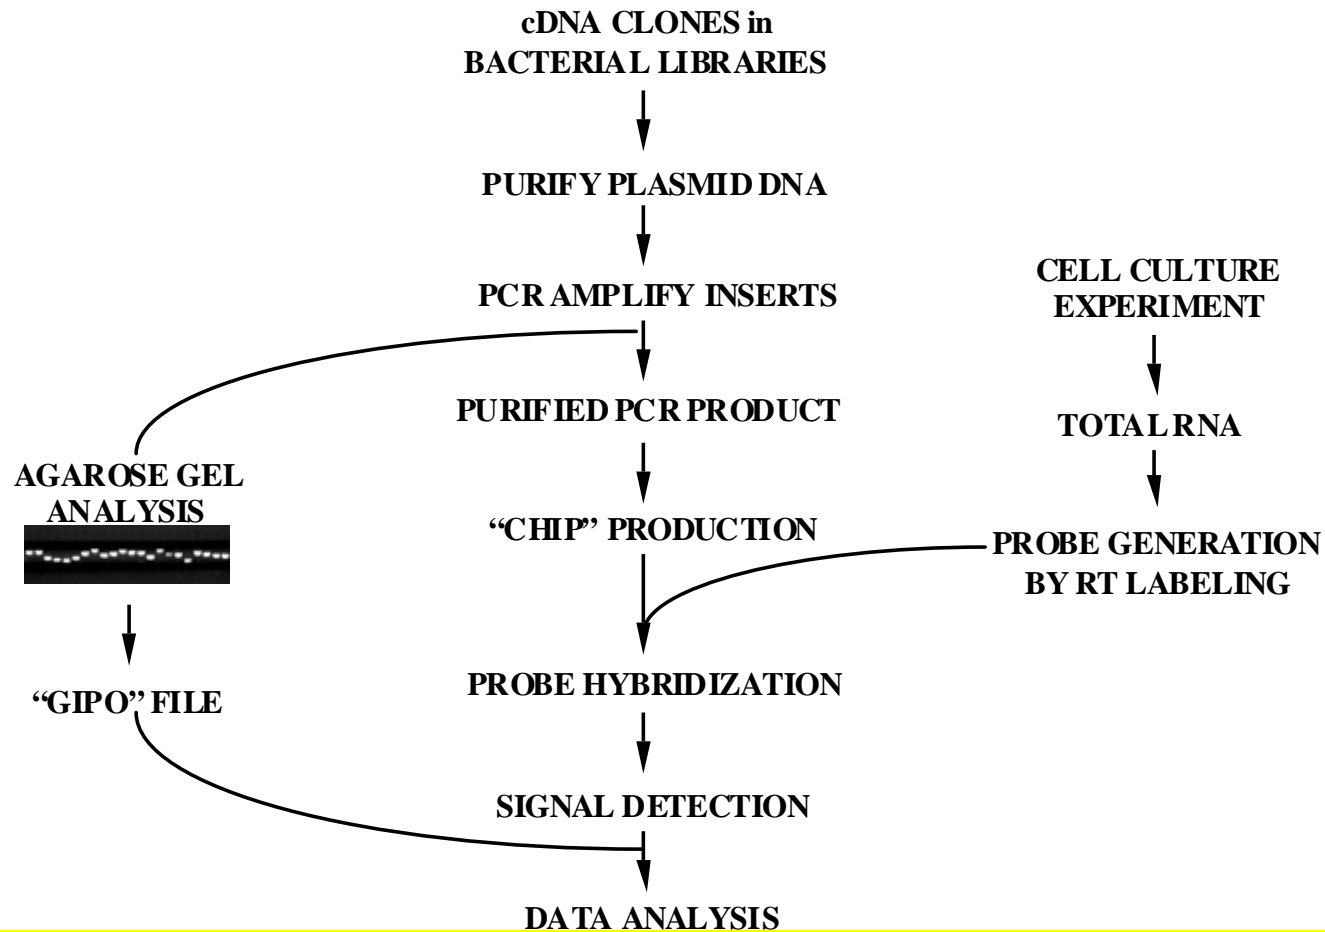 cDNA CLONES in
BACTERIAL LIBRARIES
PURIFY PLASMID DNA
PCR AMPLIFY INSERTS
CELL CULTURE
EXPERIMENT
PURIFIED PCR PRODUCT
TOTAL RNA
AGAROSE GEL
ANALYSIS
“CHIP” PRODUCTION
PROBE GENERATION
BY RT LABELING
PROBE HYBRIDIZATION
“GIPO” FILE
SIGNAL DETECTION
DATA ANALYSIS